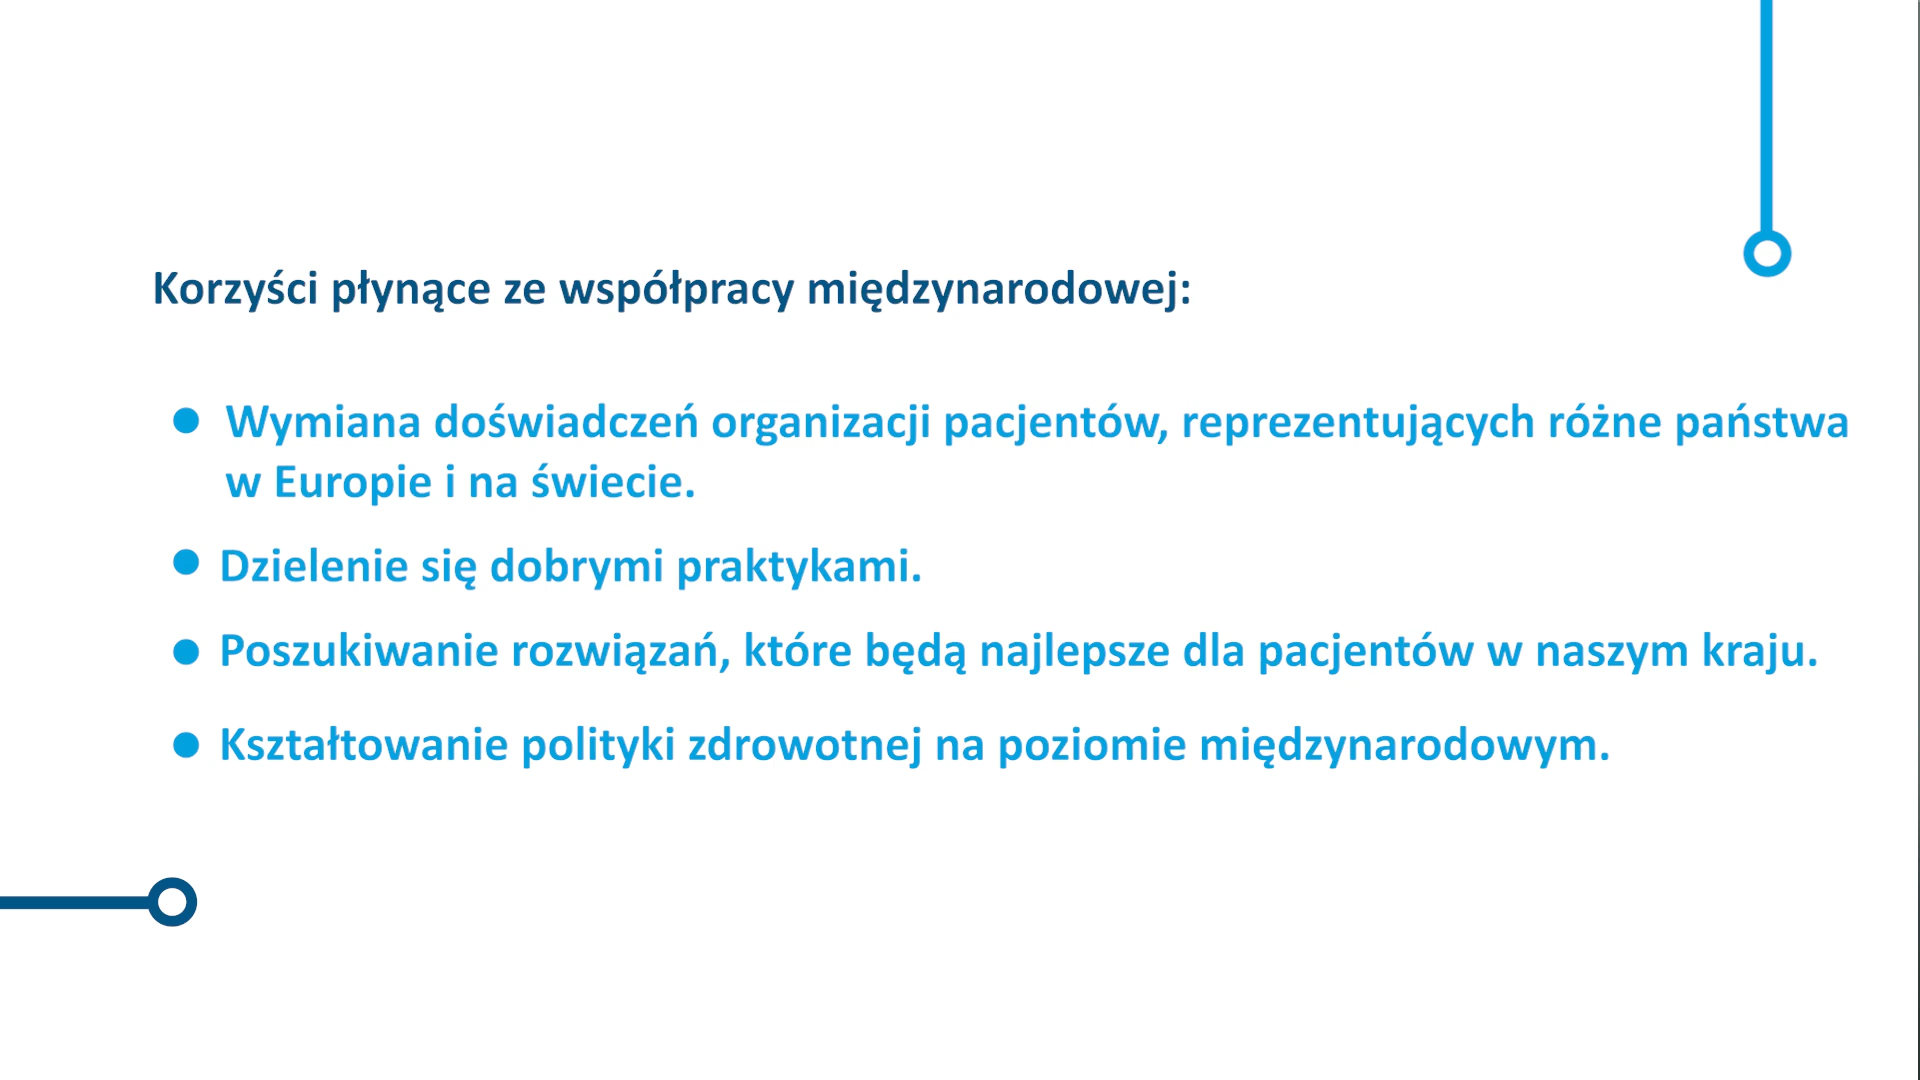 Korzyści płynące ze współpracy międzynarodowej:
Wymiana doświadczeń organizacji pacjentów, reprezentujących różne państwa
w Europie i na świecie.
Dzielenie się dobrymi praktykami.
Poszukiwanie rozwiązań, które będą najlepsze dla pacjentów w naszym kraju.
Kształtowanie polityki zdrowotnej na poziomie międzynarodowym.